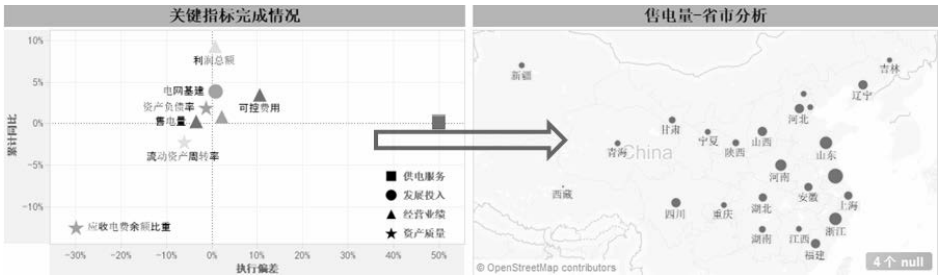 关键指标完成情况
累计同比
10%
5%
0%
-5%
-10%
利润总额
电网基建
资产负债率
可控费用
售电量
流动资产周转率
应收电费余额比重
供电服务
发展投入
经营业绩
资产质量
-30%
-20%
-10%
0%
10%
20%
30%
40%
50%
执行偏差
售电量-省市分析
新疆
吉林
辽宁
河北
甘肃
宁夏
山西
青海
China
陕西
山东
河南
西藏
安徽
四川
重庆
湖北
上海
浙江
湖南
江西
福建
4 个 null
© OpenStreetMap contributors